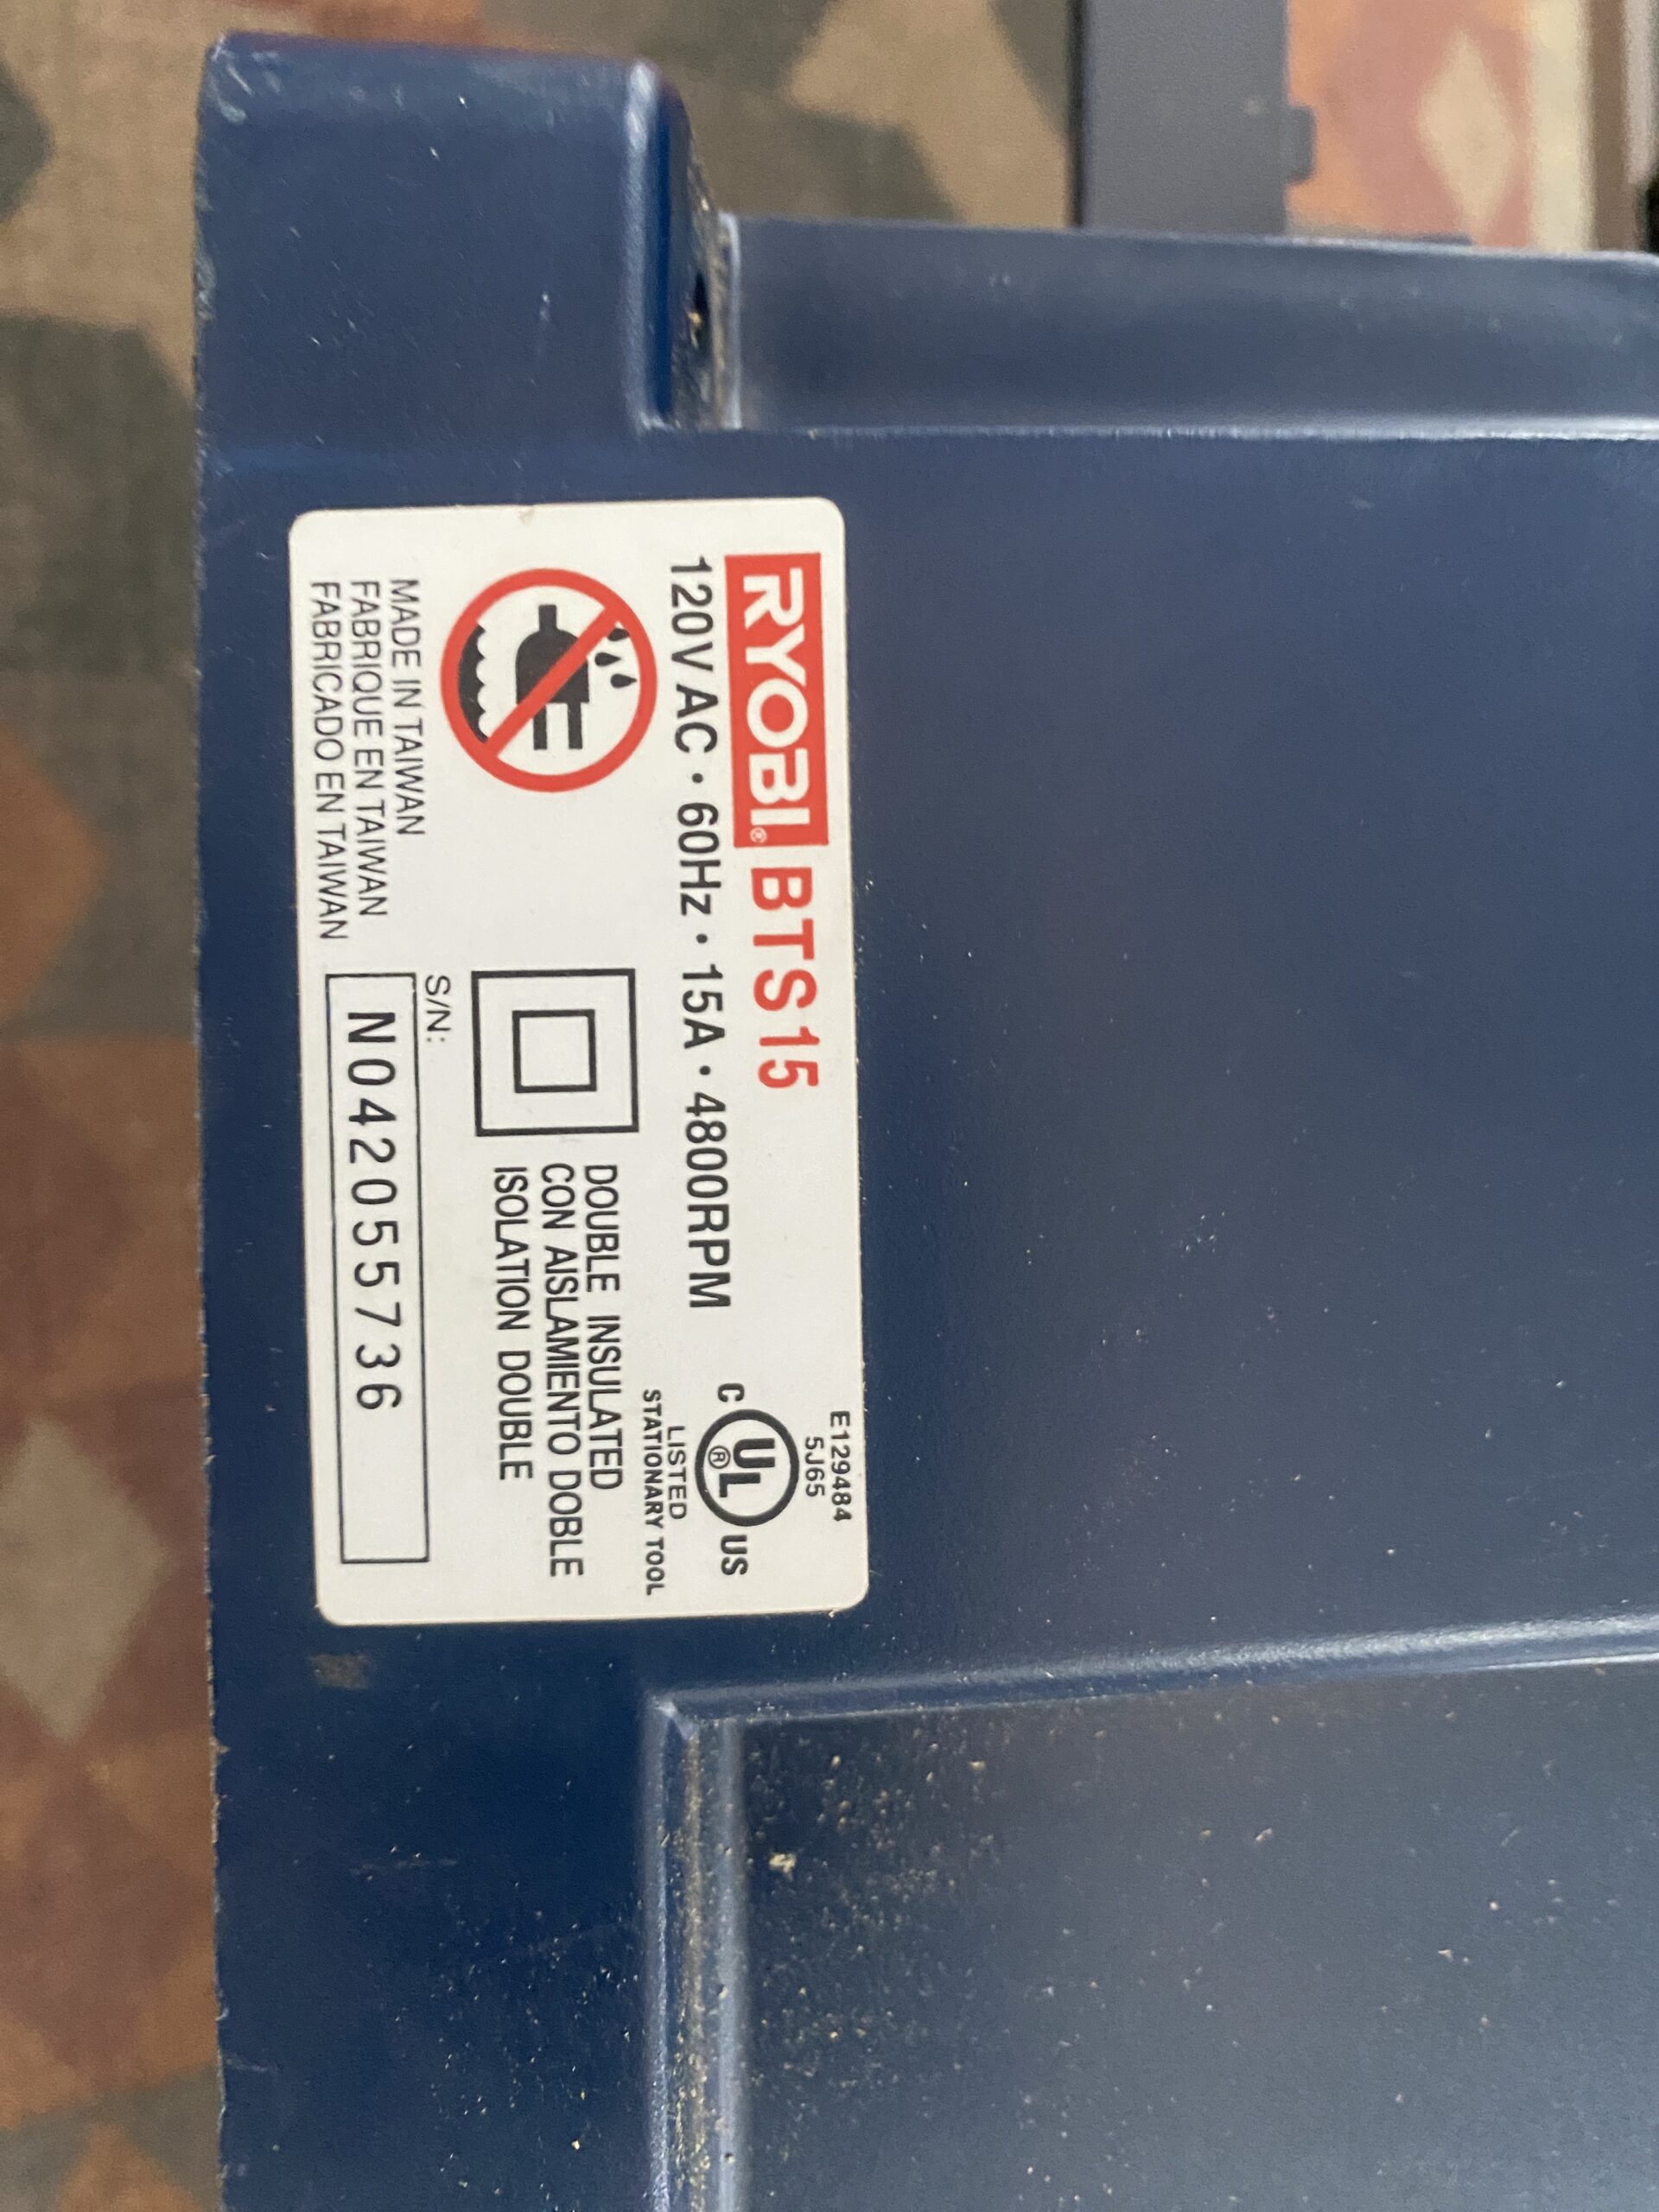 RYOBI® BTS15
120V AC • 60Hz • 15A • 4800RPM
E129484
5J65
C UL® US
LISTED
STATIONARY TOOL
DOUBLE INSULATED
CON AISLAMIENTO DOBLE
ISOLATION DOUBLE
MADE IN TAIWAN
FABRIQUE EN TAIWAN
FABRICADO EN TAIWAN
S/N:
N042055736